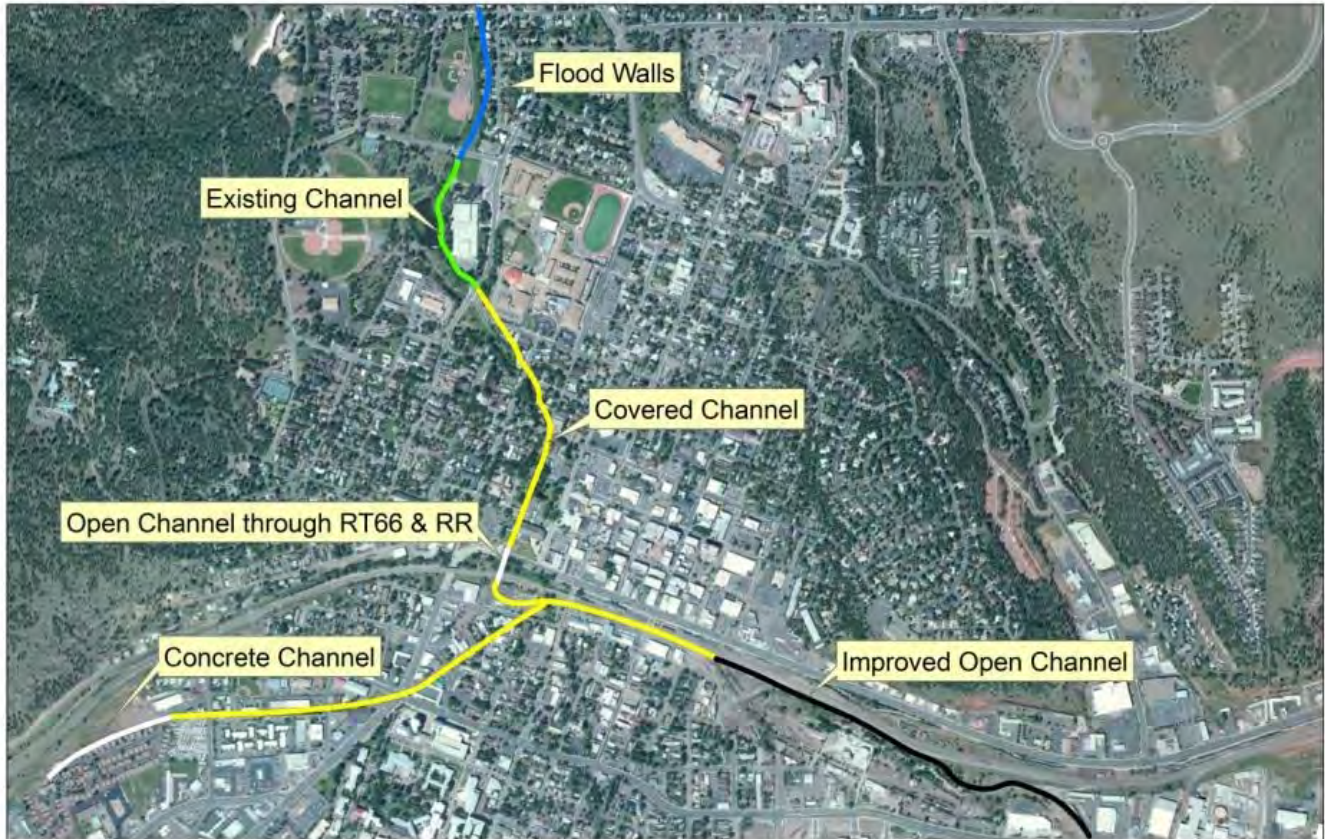 Flood Walls
Existing Channel
Covered Channel
Open Channel through RT66 & RR
Concrete Channel
Improved Open Channel